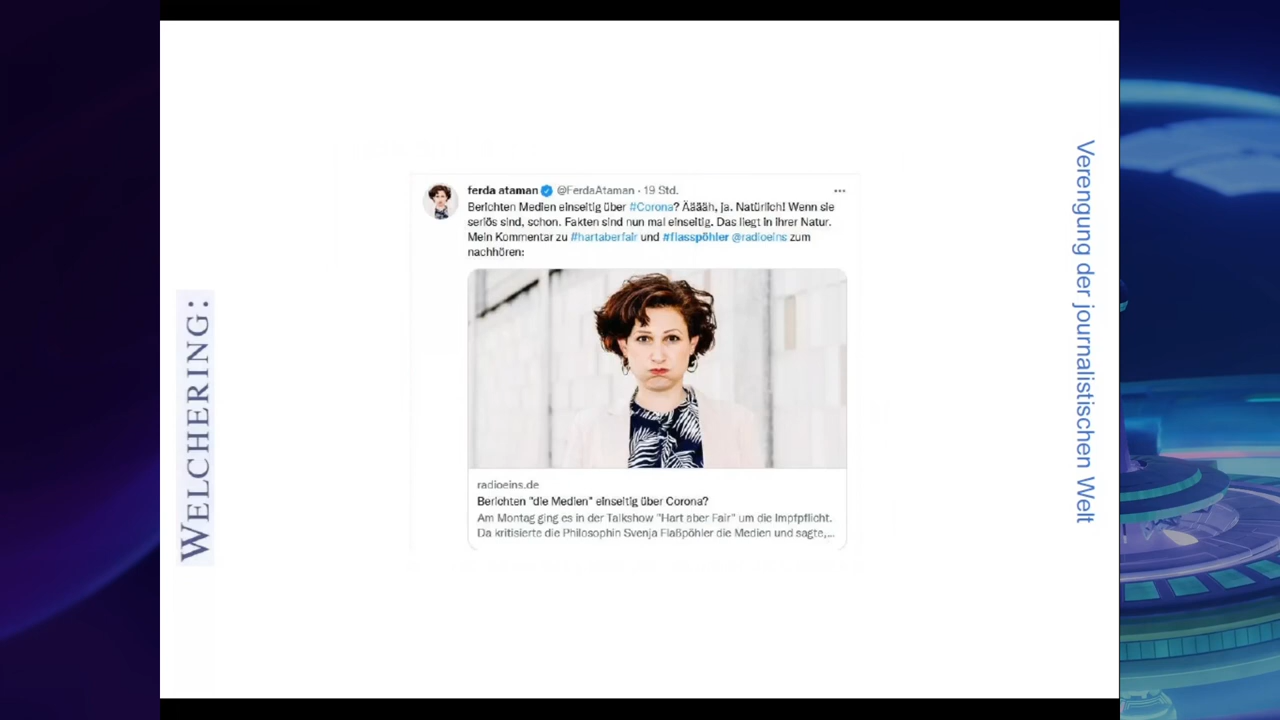 WELCHERING:
ferda ataman @FerdaAtaman · 19 Std.
Berichten Medien einseitig über #Corona? Ääääh, ja. Natürlich! Wenn sie
seriös sind, schon. Fakten sind nun mal einseitig. Das liegt in ihrer Natur.
Mein Kommentar zu #hartaberfair und #flasspöhler @radioeins zum
nachhören:
radioeins.de
Berichten "die Medien" einseitig über Corona?
Am Montag ging es in der Talkshow "Hart aber Fair" um die Impfpflicht.
Da kritisierte die Philosophin Svenja Flaßpöhler die Medien und sagte,...
Verengung der journalistischen Welt